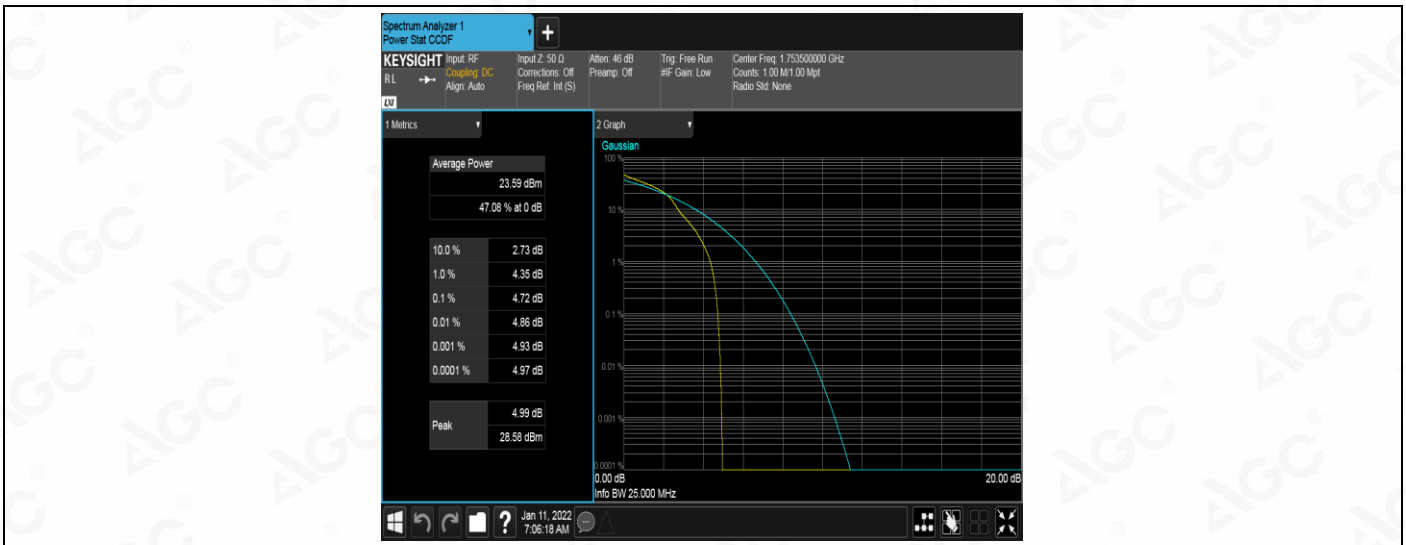 Spectrum Analyzer 1
Power Stat CCDF
+
KEYSIGHT
RL
LXI
Input: RF
Coupling: DC
Align: Auto
Input Z: 50 Ω
Corrections: Off
Freq Ref: Int (S)
Atten: 46 dB
Preamp: Off
Trig: Free Run
#IF Gain: Low
Center Freq: 1.753500000 GHz
Counts: 1.00 M/1.00 Mpt
Radio Std: None
1 Metrics
Average Power
23.59 dBm
47.08 % at 0 dB
10.0 % 2.73 dB
1.0 % 4.35 dB
0.1 % 4.72 dB
0.01 % 4.86 dB
0.001 % 4.93 dB
0.0001 % 4.97 dB
Peak
4.99 dB
28.58 dBm
2 Graph
Gaussian
100 %
10 %
1 %
0.1 %
0.01 %
0.001 %
0.0001 %
0.00 dB 20.00 dB
Info BW 25.000 MHz
?
Jan 11, 2022
7:06:18 AM
AGC ®